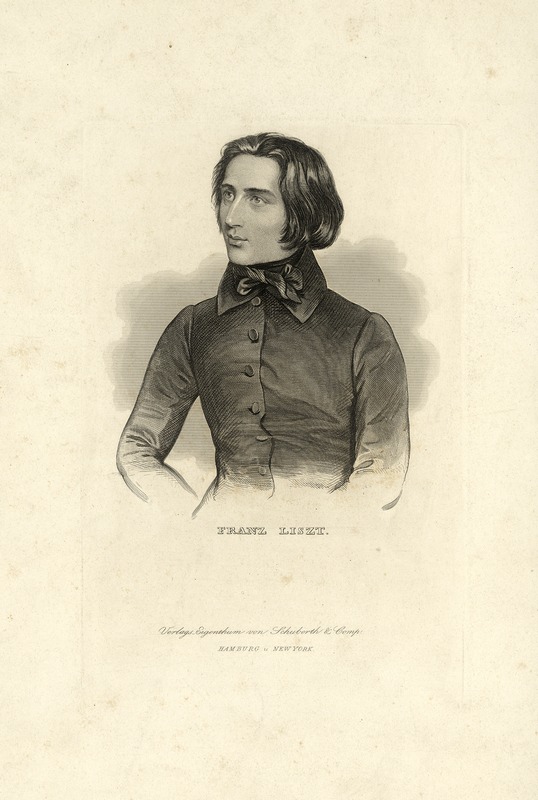 FRANZ LISZT.
Verlags Eigenthum von Schuberth & Comp.
HAMBURG u. NEW YORK.